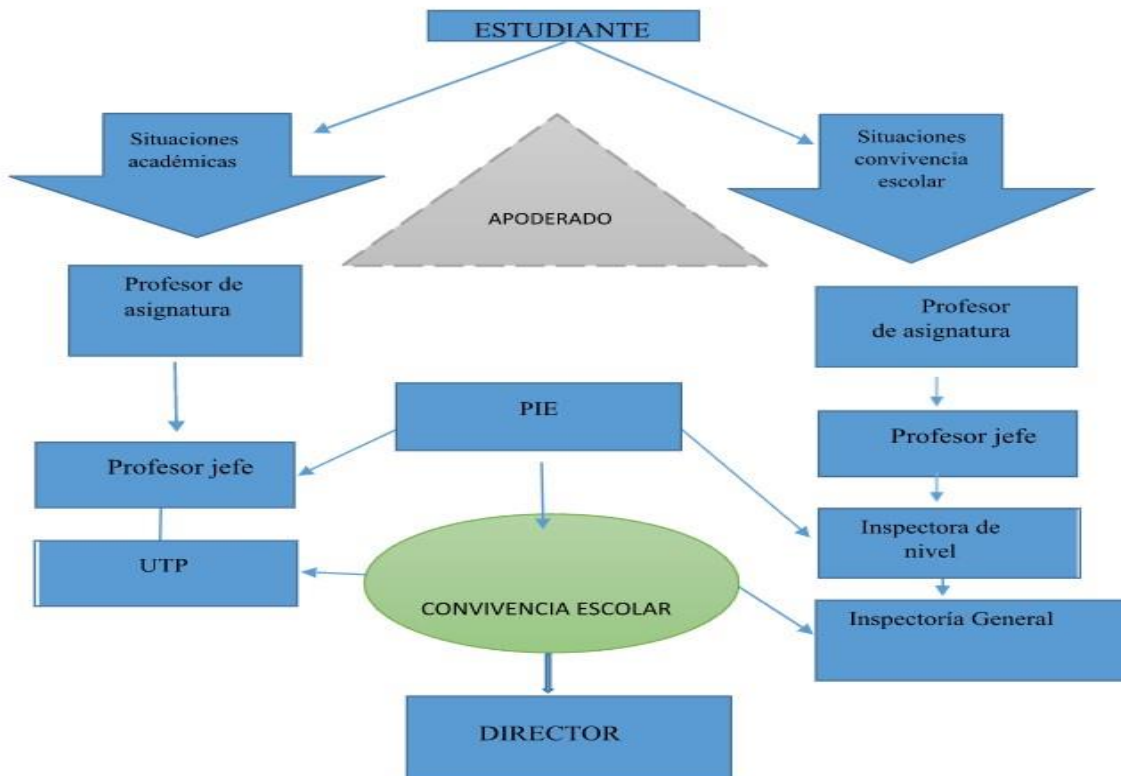 ESTUDIANTE
Situaciones
académicas
Situaciones
convivencia
escolar
APODERADO
Profesor de
asignatura
Profesor
de asignatura
PIE
Profesor jefe
Profesor jefe
UTP
Inspectora de
nivel
CONVIVENCIA ESCOLAR
Inspectoría General
DIRECTOR